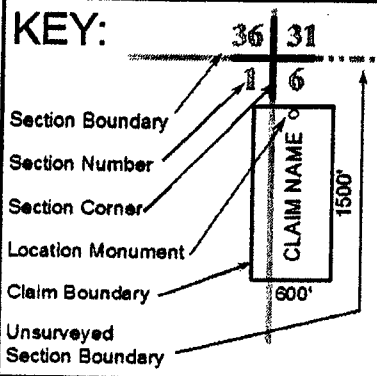 KEY:
36 31
1 6
Section Boundary
Section Number
Section Corner
Location Monument
Claim Boundary
Unsurveyed
Section Boundary
CLAIM NAME
1500'
600'